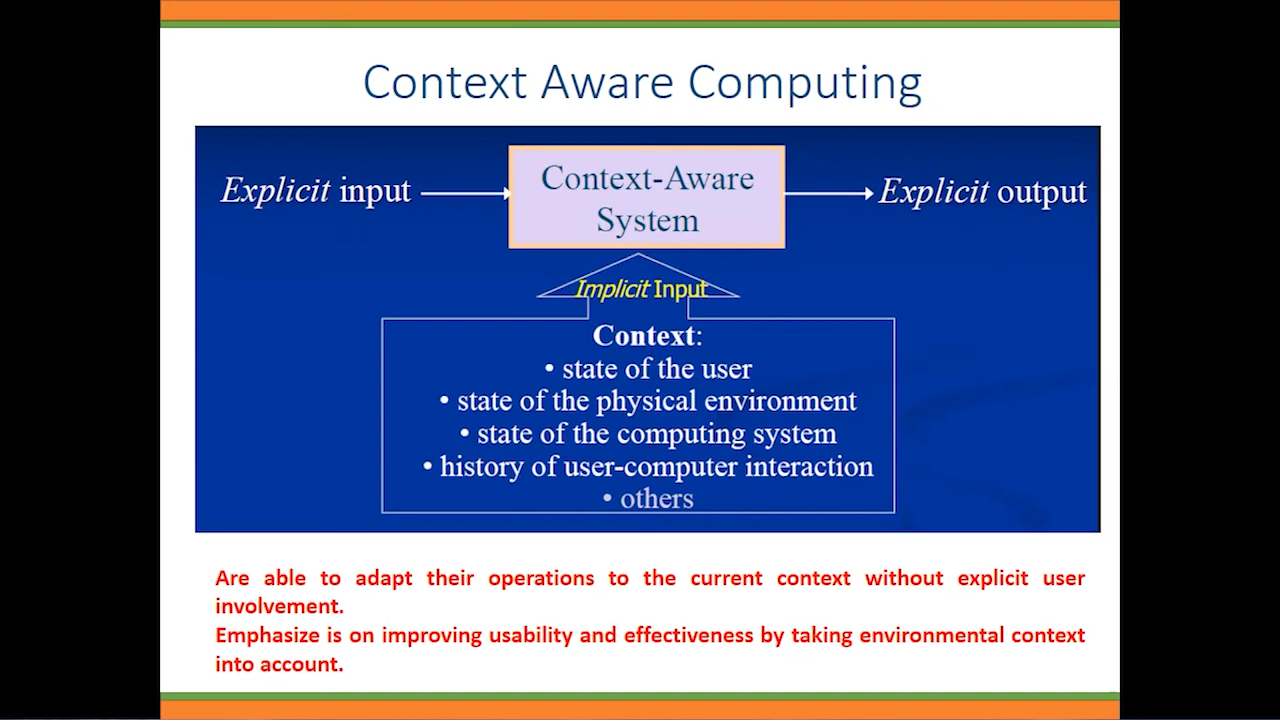 Context Aware Computing
Explicit input
Context-Aware
System
Explicit output
Implicit Input
Context:
• state of the user
• state of the physical environment
• state of the computing system
• history of user-computer interaction
• others
Are able to adapt their operations to the current context without explicit user
involvement.
Emphasize is on improving usability and effectiveness by taking environmental context
into account.